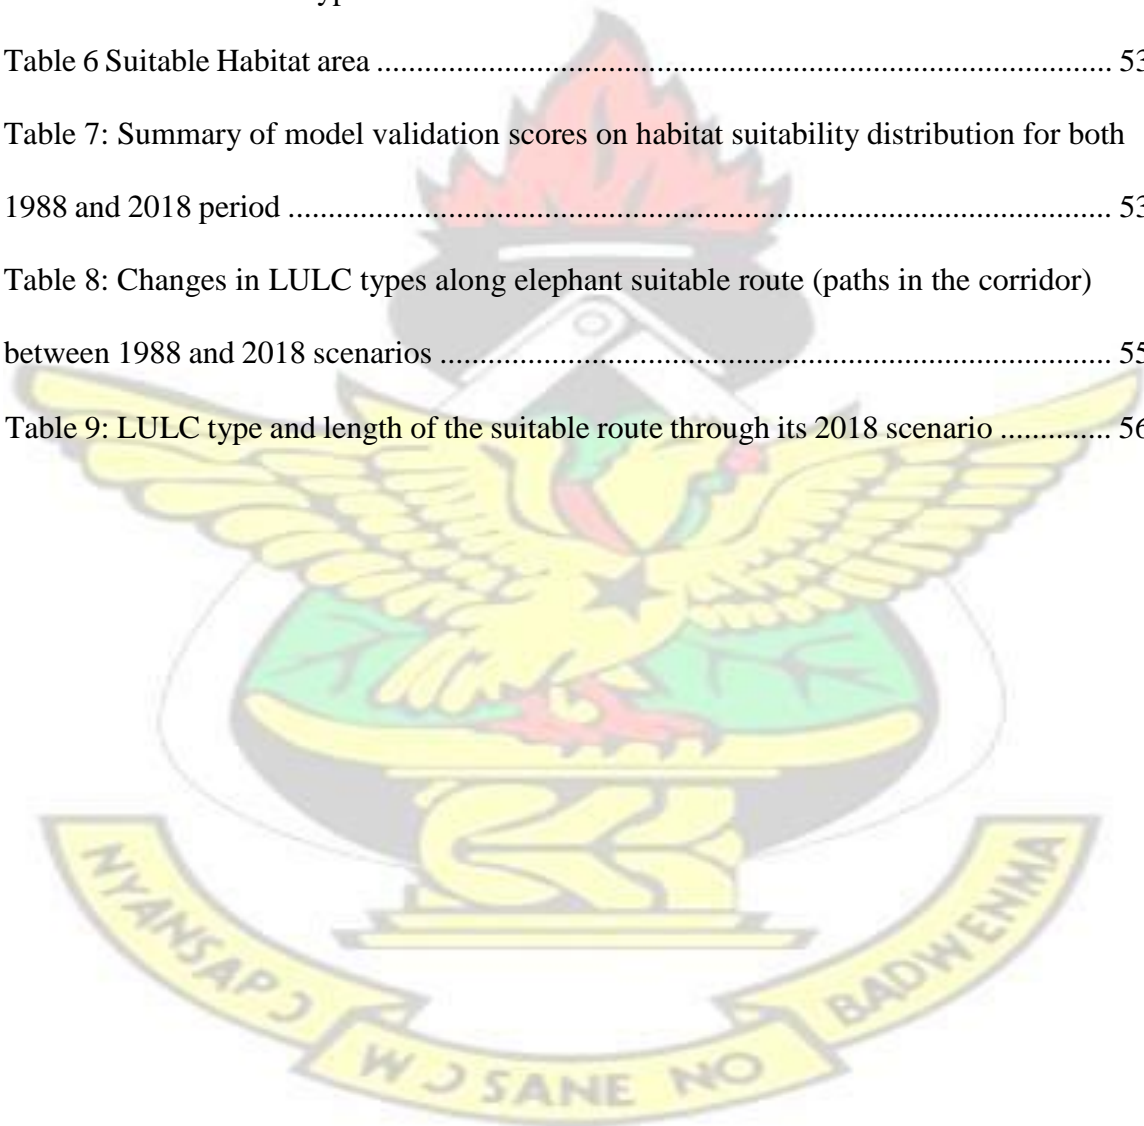 Table 6 Suitable Habitat area ........................................................................................... 53
Table 7: Summary of model validation scores on habitat suitability distribution for both
1988 and 2018 period ...................................................................................................... 53
Table 8: Changes in LULC types along elephant suitable route (paths in the corridor)
between 1988 and 2018 scenarios ................................................................................... 55
Table 9: LULC type and length of the suitable route through its 2018 scenario .............. 56
NYANSAPƆ
WƆ SANE NO
BADWENMA